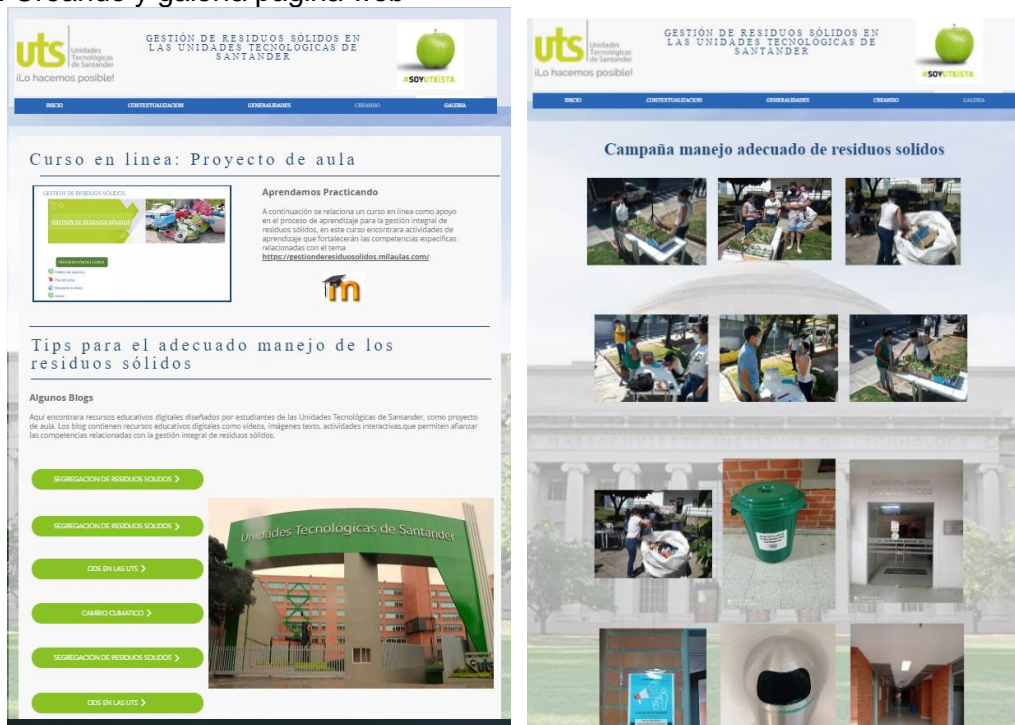 Creando y galería página web
uts
Unidades
Tecnológicas
de Santander
¡Lo hacemos posible!
GESTIÓN DE RESIDUOS SÓLIDOS EN
LAS UNIDADES TECNOLÓGICAS DE
SANTANDER
#SOYUTEÍSTA
INICIO CONTEXTUALIZACION GENERALIDADES CREANDO GALERIA
Curso en linea: Proyecto de aula
GESTIÓN DE RESIDUOS SÓLIDOS
GESTIÓN DE RESIDUOS SÓLIDOS
PRESENTACIÓN DEL CURSO
Aprendamos Practicando
A continuación se relaciona un curso en línea como apoyo
en el proceso de aprendizaje para la gestión integral de
residuos sólidos, en este curso encontrara actividades de
aprendizaje que fortalecerán las competencias especificas
relacionadas con el tema
https://gestionderesiduosolidos.milaulas.com/
m
Tips para el adecuado manejo de los
residuos sólidos
Algunos Blogs
Aquí encontrara recursos educativos digitales diseñados por estudiantes de las Unidades Tecnológicas de Santander, como proyecto
de aula. Los blog contienen recursos educativos digitales como vídeos, imágenes texto, actividades interactivas,que permiten afianzar
las competencias relacionadas con la gestión integral de residuos sólidos.
SEGREGACION DE RESIDUOS SOLIDOS
SEGREGACION DE RESIDUOS SOLIDOS
ODS EN LAS UTS
CAMBIO CLIMATICO
SEGREGACION DE RESIDUOS SOLIDOS
ODS EN LAS UTS
Unidades Tecnológicas de Santander
uts
uts
Unidades
Tecnológicas
de Santander
¡Lo hacemos posible!
GESTIÓN DE RESIDUOS SÓLIDOS EN
LAS UNIDADES TECNOLÓGICAS DE
SANTANDER
#SOYUTEÍSTA
INICIO CONTEXTUALIZACION GENERALIDADES CREANDO GALERIA
Campaña manejo adecuado de residuos solidos
MASSACHUSETTS INSTITUTE OF TECHNOLOGY
Auditorio Menor